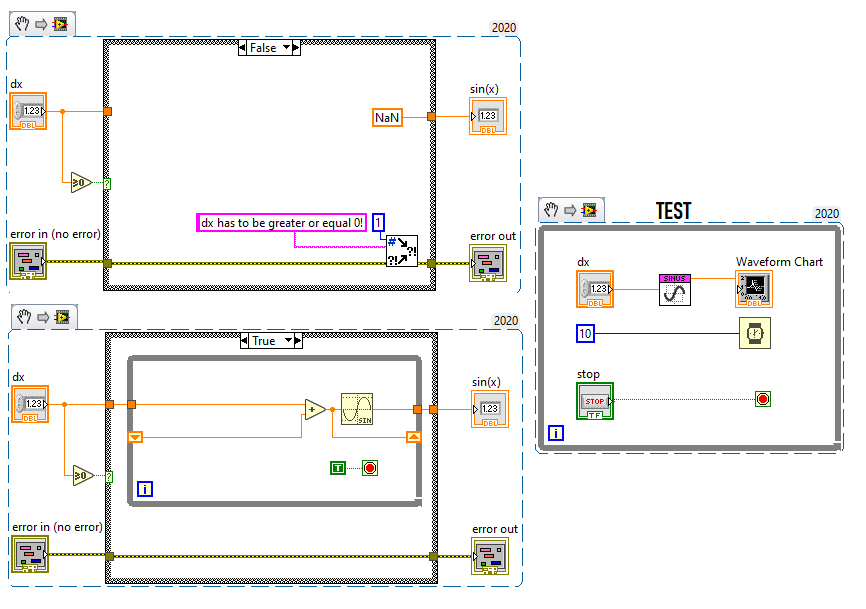 2020
False
dx
1.23
DBL
≥0
?
NaN
sin(x)
1.23
DBL
dx has to be greater or equal 0!
1
#
?!
?!
error in (no error)
error out
2020
True
dx
1.23
DBL
≥0
?
+
SIN
sin(x)
1.23
DBL
T
i
error in (no error)
error out
TEST
2020
dx
1.23
DBL
SINUS
Waveform Chart
DBL
10
stop
STOP
TF
i